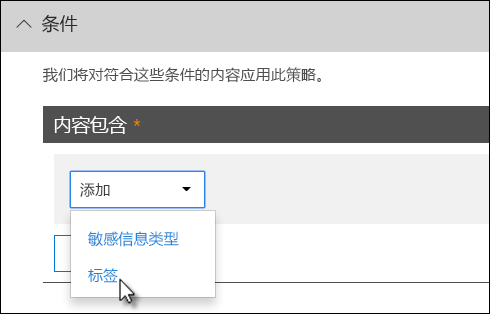 条件
我们将对符合这些条件的内容应用此策略。
内容包含 *
添加
敏感信息类型
标签